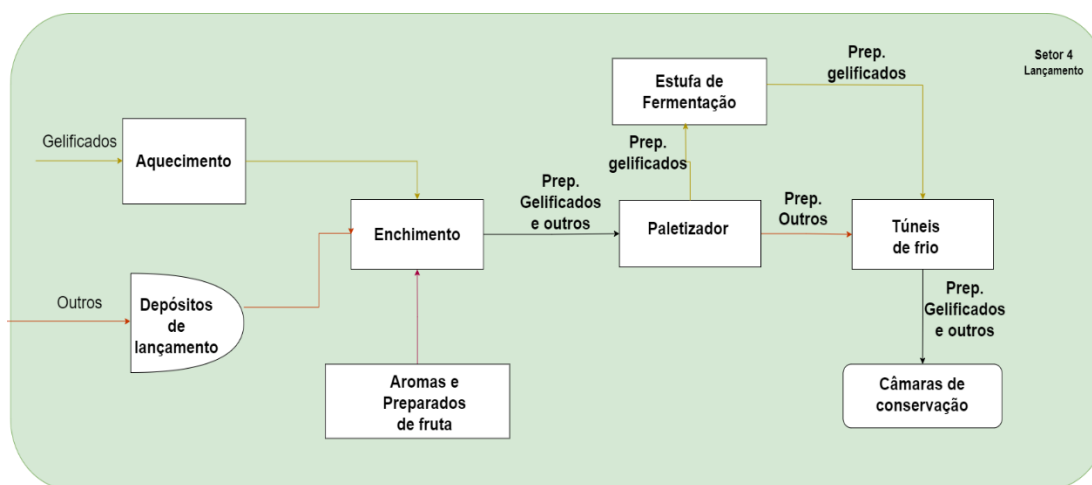 Setor 4
Lançamento
Prep.
gelificados
Estufa de
Fermentação
Gelificados
Aquecimento
Prep.
gelificados
Prep.
Gelificados
e outros
Enchimento
Paletizador
Prep.
Outros
Túneis
de frio
Outros
Depósitos
de
lançamento
Prep.
Gelificados
e outros
Aromas e
Preparados
de fruta
Câmaras de
conservação